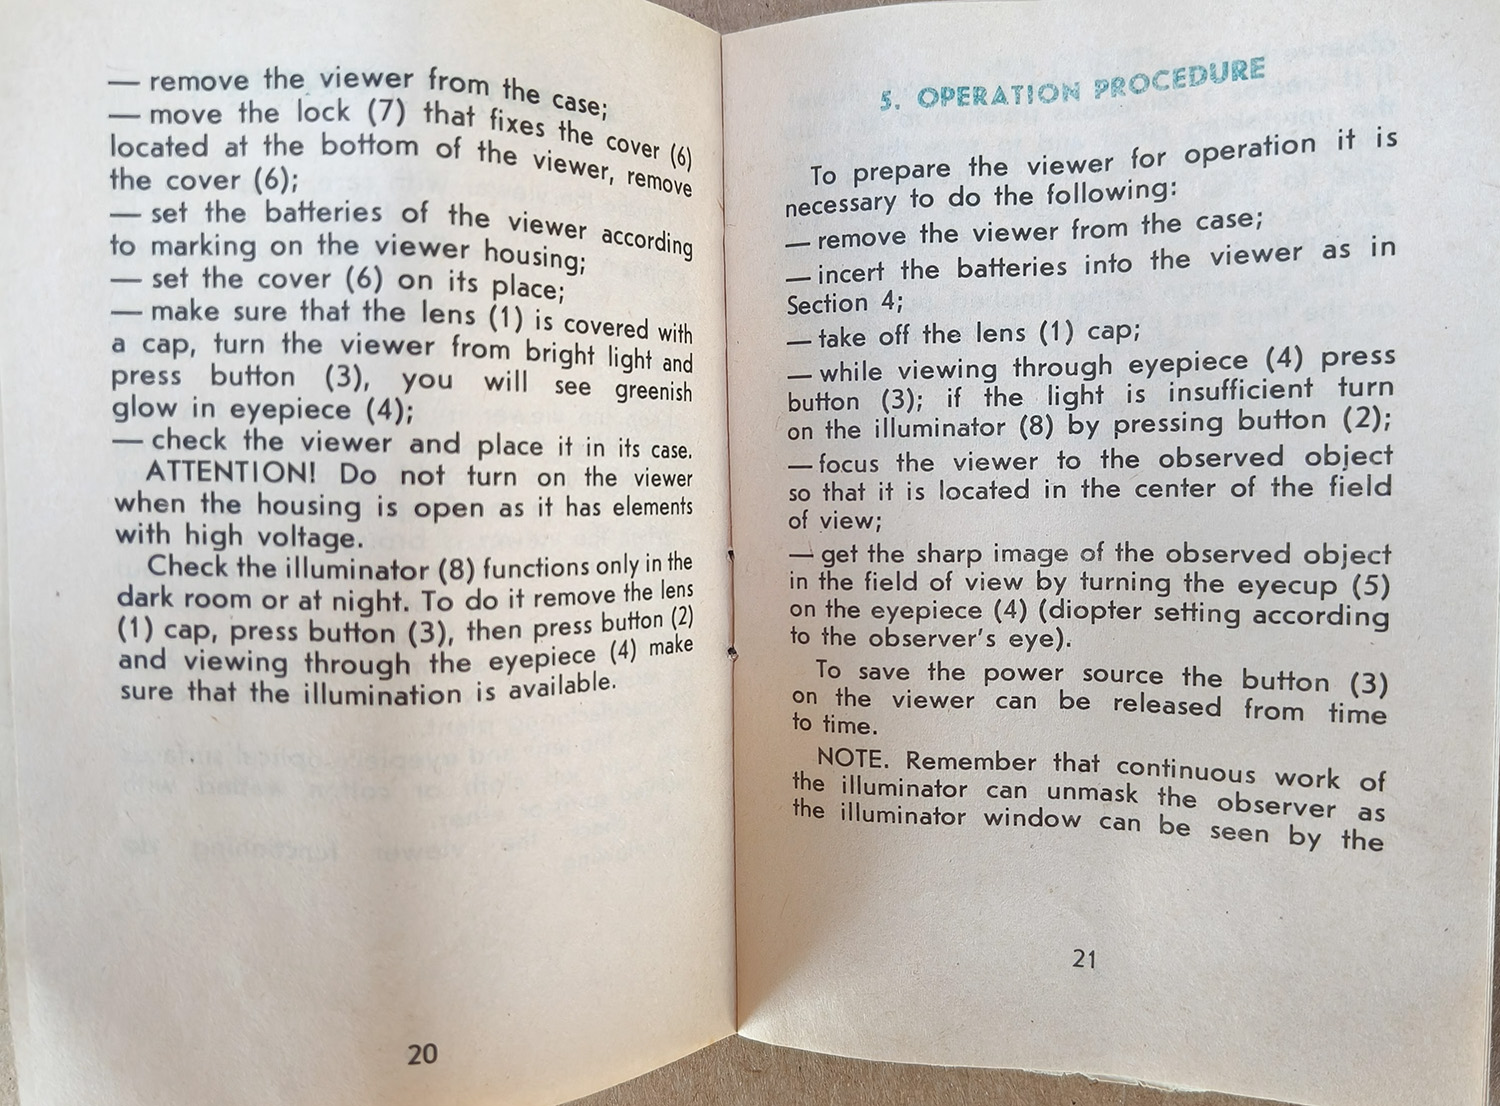 — remove the viewer from the case;
— move the lock (7) that fixes the cover (6)
located at the bottom of the viewer, remove
the cover (6);
— set the batteries of the viewer according
to marking on the viewer housing;
— set the cover (6) on its place;
— make sure that the lens (1) is covered with
a cap, turn the viewer from bright light and
press button (3), you will see greenish
glow in eyepiece (4);
— check the viewer and place it in its case.
ATTENTION! Do not turn on the viewer
when the housing is open as it has elements
with high voltage.
Check the illuminator (8) functions only in the
dark room or at night. To do it remove the lens
(1) cap, press button (3), then press button (2)
and viewing through the eyepiece (4) make
sure that the illumination is available.
20
5. OPERATION PROCEDURE
To prepare the viewer for operation it is
necessary to do the following:
— remove the viewer from the case;
— incert the batteries into the viewer as in
Section 4;
— take off the lens (1) cap;
— while viewing through eyepiece (4) press
button (3); if the light is insufficient turn
on the illuminator (8) by pressing button (2);
— focus the viewer to the observed object
so that it is located in the center of the field
of view;
— get the sharp image of the observed object
in the field of view by turning the eyecup (5)
on the eyepiece (4) (diopter setting according
to the observer's eye).
To save the power source the button (3)
on the viewer can be released from time
to time.
NOTE. Remember that continuous work of
the illuminator can unmask the observer as
the illuminator window can be seen by the
21